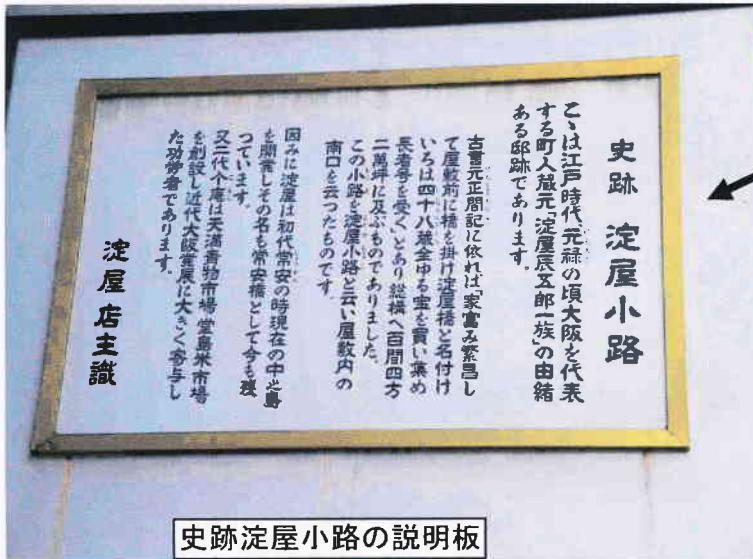 史跡 淀屋小路
こゝは江戸時代、元禄の頃大阪を代表
する町人蔵元「淀屋辰五郎一族」の由緒
ある邸跡であります。
古書元正間記に依れば「家富み繁昌し
て屋敷前に橋を掛け淀屋橋と名付け
いろは四十八蔵全ゆる宝を買い集め
長者号を受く」とあり総横へ百間四方
二萬坪に及ぶものでありました。
この小路を淀屋小路と云い屋敷内の
南口を云つたものです。
因みに淀屋は初代常安の時現在の中之島
を開発しその名も常安橋として今も残
つています。
又二代个庵は天満青物市場、堂島米市場
を創設し近代大阪発展に大きく寄与し
た功労者であります。
淀屋 店主識
史跡淀屋小路の説明板